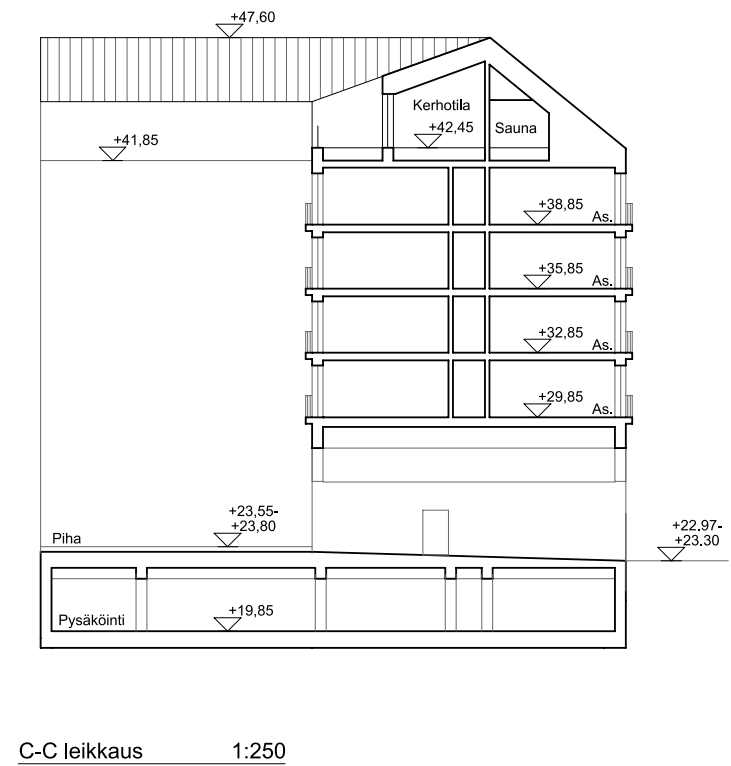 +47,60
Kerhotila
+42,45
Sauna
+41,85
+38,85
As.
+35,85
As.
+32,85
As.
+29,85
As.
+23,55-
+23,80
Piha
+22.97-
+23.30
+19,85
Pysäköinti
C-C leikkaus 1:250